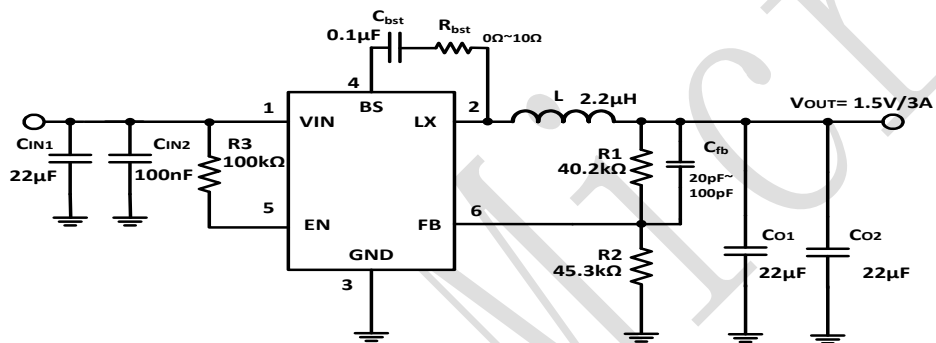 Cbst
0.1µF
Rbst
0Ω~10Ω
4
BS
1
VIN
2
LX
L
2.2µH
VOUT= 1.5V/3A
CIN1
22µF
CIN2
100nF
R3
100kΩ
5
EN
6
FB
GND
3
R1
40.2kΩ
Cfb
20pF~
100pF
R2
45.3kΩ
CO1
22µF
CO2
22µF
Micr